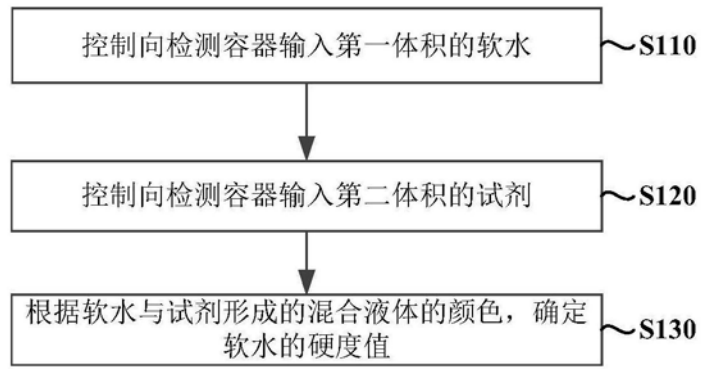 控制向检测容器输入第一体积的软水
S110
控制向检测容器输入第二体积的试剂
S120
根据软水与试剂形成的混合液体的颜色，确定
软水的硬度值
S130